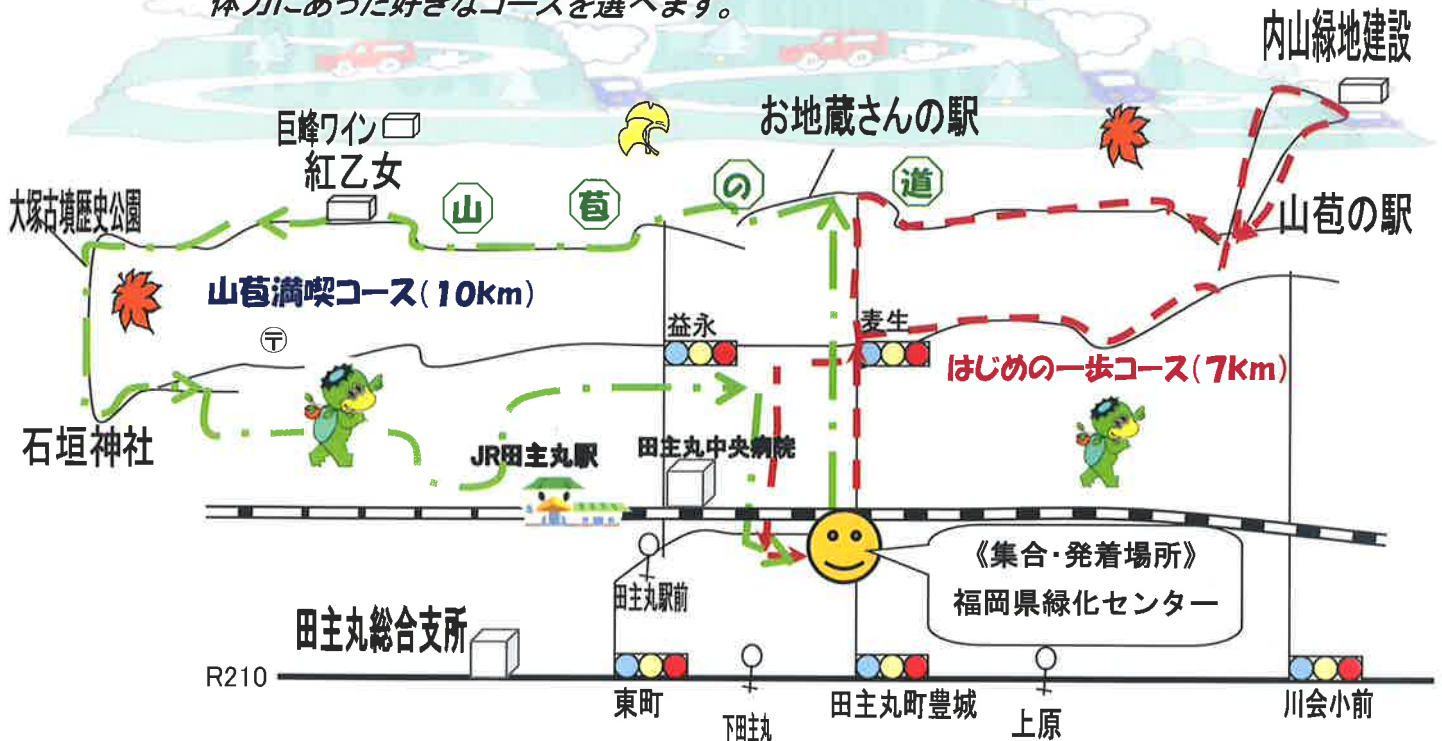 体力にあった好きなコースを選べます。
内山緑地建設
お地蔵さんの駅
巨峰ワイン
紅乙女
大塚古墳歴史公園
山 苞 の 道
山苞の駅
山苞満喫コース(10km)
益永
麦生
〒
はじめの一歩コース(7km)
石垣神社
JR田主丸駅
田主丸中央病院
《集合・発着場所》
福岡県緑化センター
田主丸駅前
田主丸総合支所
R210
東町
下田主丸
田主丸町豊城
上原
川会小前